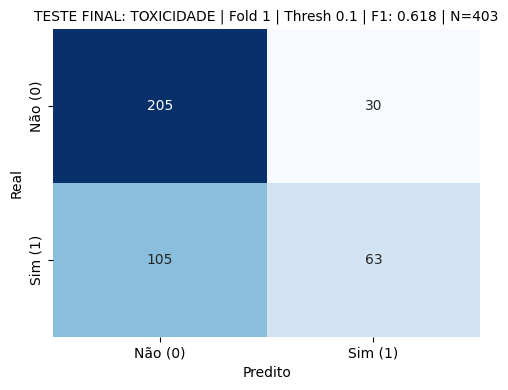 TESTE FINAL: TOXICIDADE | Fold 1 | Thresh 0.1 | F1: 0.618 | N=403
Não (0)
205
30
Real
Sim (1)
105
63
Não (0)
Sim (1)
Predito